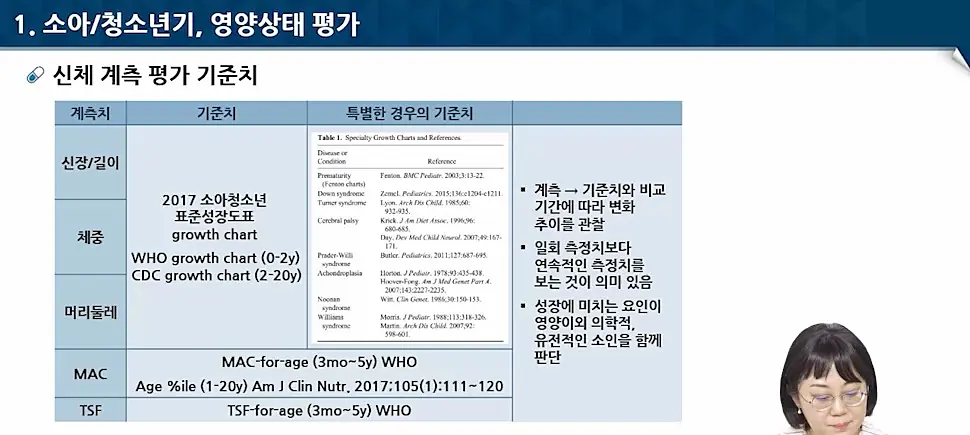 1. 소아/청소년기, 영양상태 평가
신체 계측 평가 기준치
계측치
기준치
특별한 경우의 기준치
신장/길이
체중
머리둘레
2017 소아청소년
표준성장도표
growth chart
WHO growth chart (0-2y)
CDC growth chart (2-20y)
Table 1. Specialty Growth Charts and References.
Disease or
Condition
Reference
Prematurity
(Fenton charts)
Fenton. BMC Pediatr. 2003;3:13-22.
Down syndrome
Zemel. Pediatrics. 2015;136:e1204-e1211.
Turner syndrome
Lyon. Arch Dis Child. 1985;60:
932-935.
Cerebral palsy
Krick. J Am Diet Assoc. 1996;96:
680-685.
Day. Dev Med Child Neurol. 2007;49:167-
171.
Prader-Willi
syndrome
Butler. Pediatrics. 2011;127:687-695.
Achondroplasia
Horton. J Pediatr. 1978;93:435-438.
Hoover-Fong. Am J Med Genet Part A.
2007;143:2227-2235.
Noonan
syndrome
Witt. Clin Genet. 1986;30:150-153.
Williams
syndrome
Morris. J Pediatr. 1988;113:318-326.
Martin. Arch Dis Child. 2007;92:
598-601.
▪ 계측 → 기준치와 비교
기간에 따라 변화
추이를 관찰
▪ 일회 측정치보다
연속적인 측정치를
보는 것이 의미 있음
▪ 성장에 미치는 요인이
영양이외 의학적,
유전적인 소인을 함께
판단
MAC
MAC-for-age (3mo~5y) WHO
Age %ile (1-20y) Am J Clin Nutr. 2017;105(1):111~120
TSF
TSF-for-age (3mo~5y) WHO